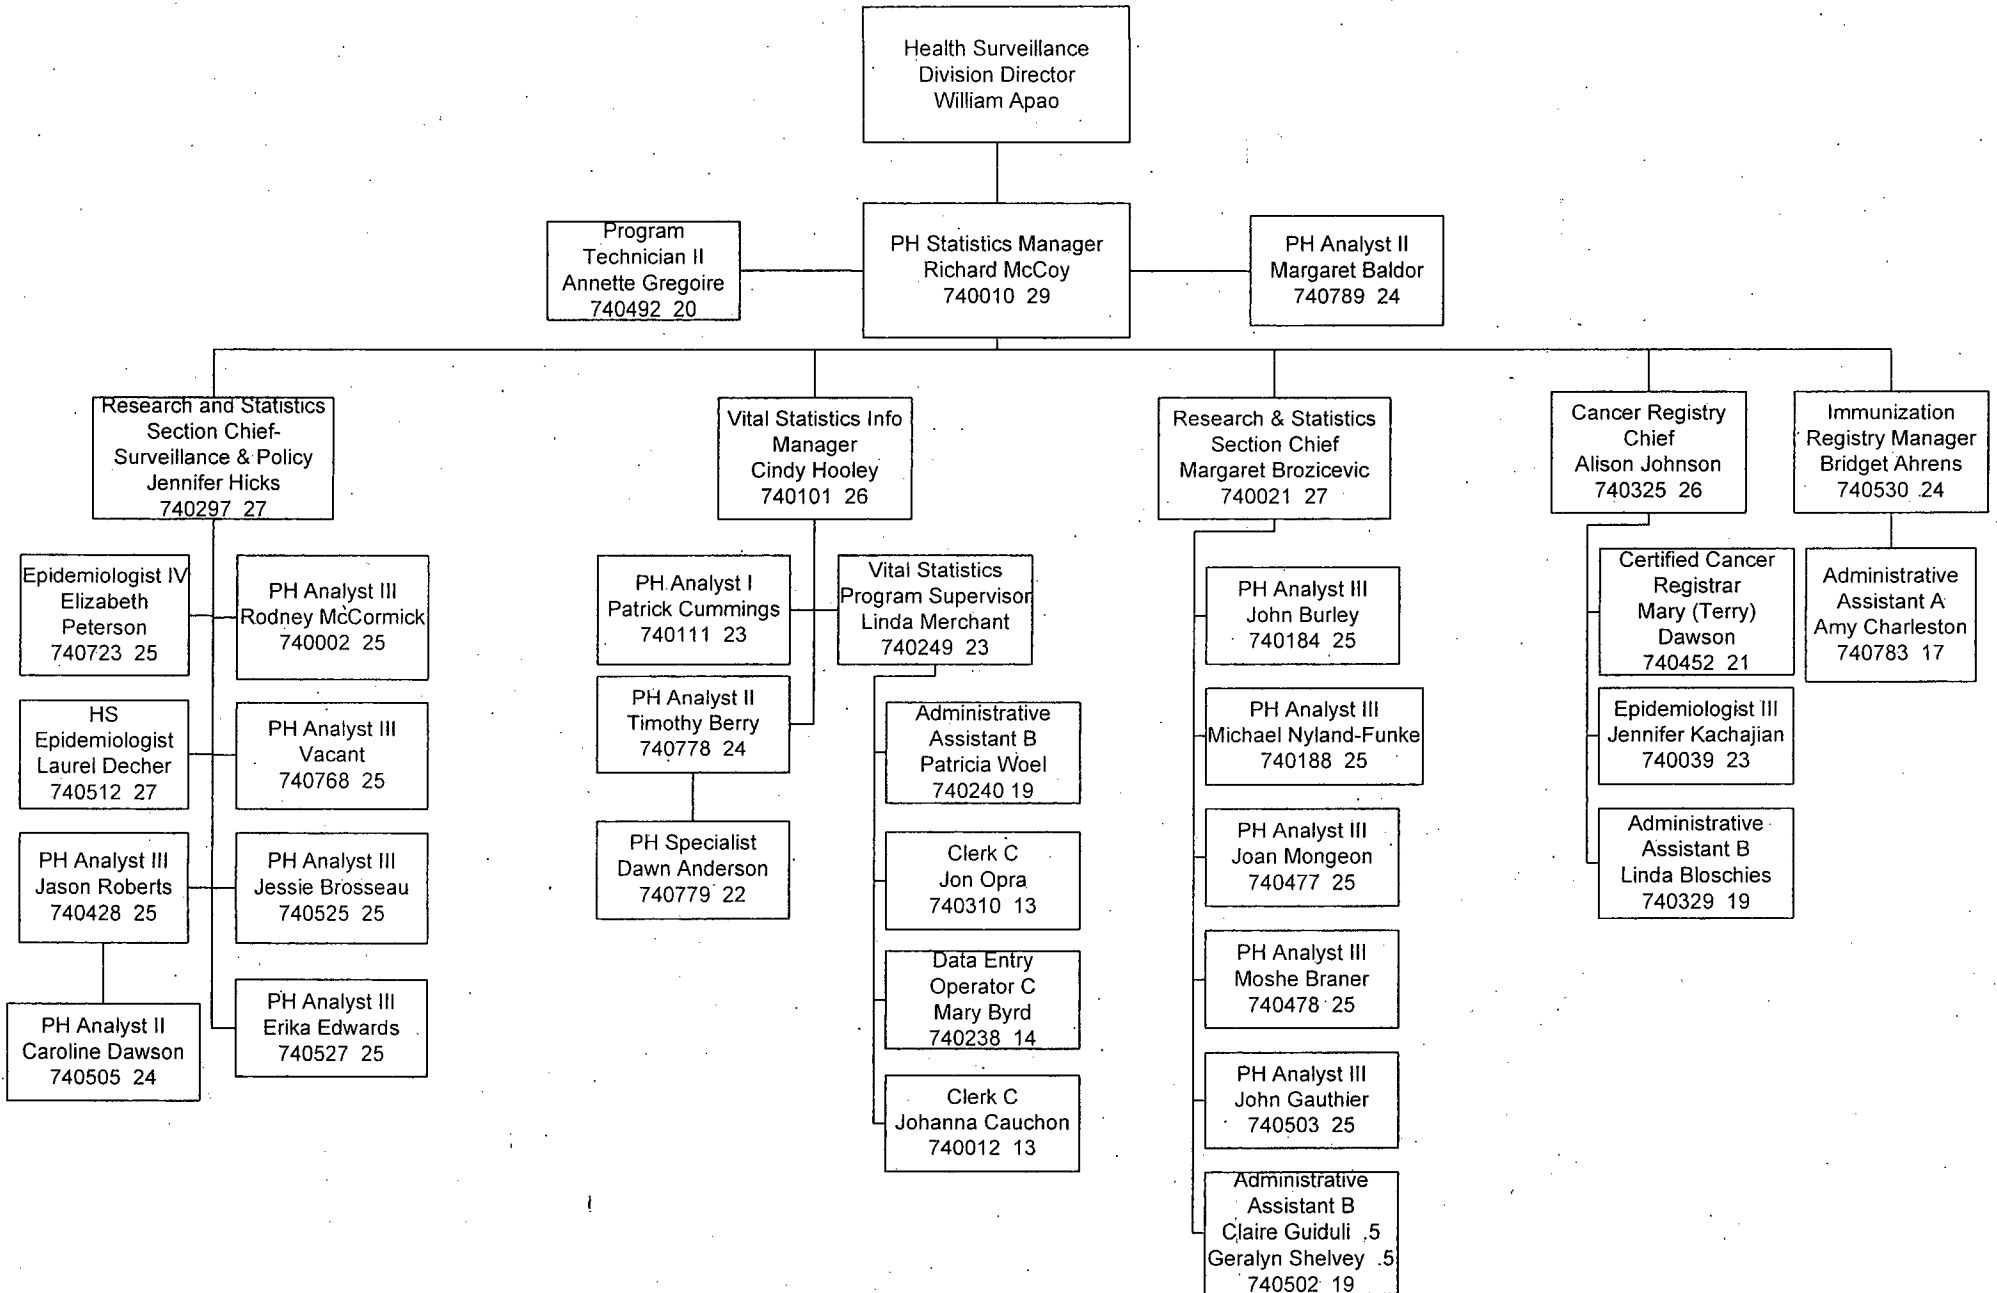 Health Surveillance
Division Director
William Apao
Program
Technician II
Annette Gregoire
740492 20
PH Statistics Manager
Richard McCoy
740010 29
PH Analyst II
Margaret Baldor
740789 24
Research and Statistics
Section Chief-
Surveillance & Policy
Jennifer Hicks
740297 27
Vital Statistics Info
Manager
Cindy Hooley
740101 26
Research & Statistics
Section Chief
Margaret Brozicevic
740021 27
Cancer Registry
Chief
Alison Johnson
740325 26
Immunization
Registry Manager
Bridget Ahrens
740530 24
Epidemiologist IV
Elizabeth
Peterson
740723 25
PH Analyst III
Rodney McCormick
740002 25
HS
Epidemiologist
Laurel Decher
740512 27
PH Analyst III
Vacant
740768 25
PH Analyst III
Jason Roberts
740428 25
PH Analyst III
Jessie Brosseau
740525 25
PH Analyst II
Caroline Dawson
740505 24
PH Analyst III
Erika Edwards
740527 25
PH Analyst I
Patrick Cummings
740111 23
Vital Statistics
Program Supervisor
Linda Merchant
740249 23
PH Analyst II
Timothy Berry
740778 24
PH Specialist
Dawn Anderson
740779 22
Administrative
Assistant B
Patricia Woel
740240 19
Clerk C
Jon Opra
740310 13
Data Entry
Operator C
Mary Byrd
740238 14
Clerk C
Johanna Cauchon
740012 13
PH Analyst III
John Burley
740184 25
PH Analyst III
Michael Nyland-Funke
740188 25
PH Analyst III
Joan Mongeon
740477 25
PH Analyst III
Moshe Braner
740478 25
PH Analyst III
John Gauthier
740503 25
Administrative
Assistant B
Claire Guiduli .5
Geralyn Shelvey .5
740502 19
Certified Cancer
Registrar
Mary (Terry)
Dawson
740452 21
Epidemiologist III
Jennifer Kachajian
740039 23
Administrative
Assistant B
Linda Bloschies
740329 19
Administrative
Assistant A
Amy Charleston
740783 17